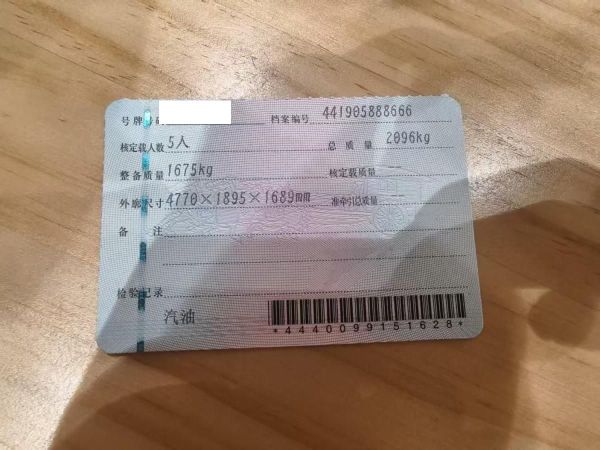 号牌号码 档案编号 441905888666
核定载人数 5人 总质量 2096kg
整备质量 1675kg 核定载质量 --
外廓尺寸 4770×1895×1689mm 准牵引总质量 --
备注
检验记录
汽油
*4440099151628*